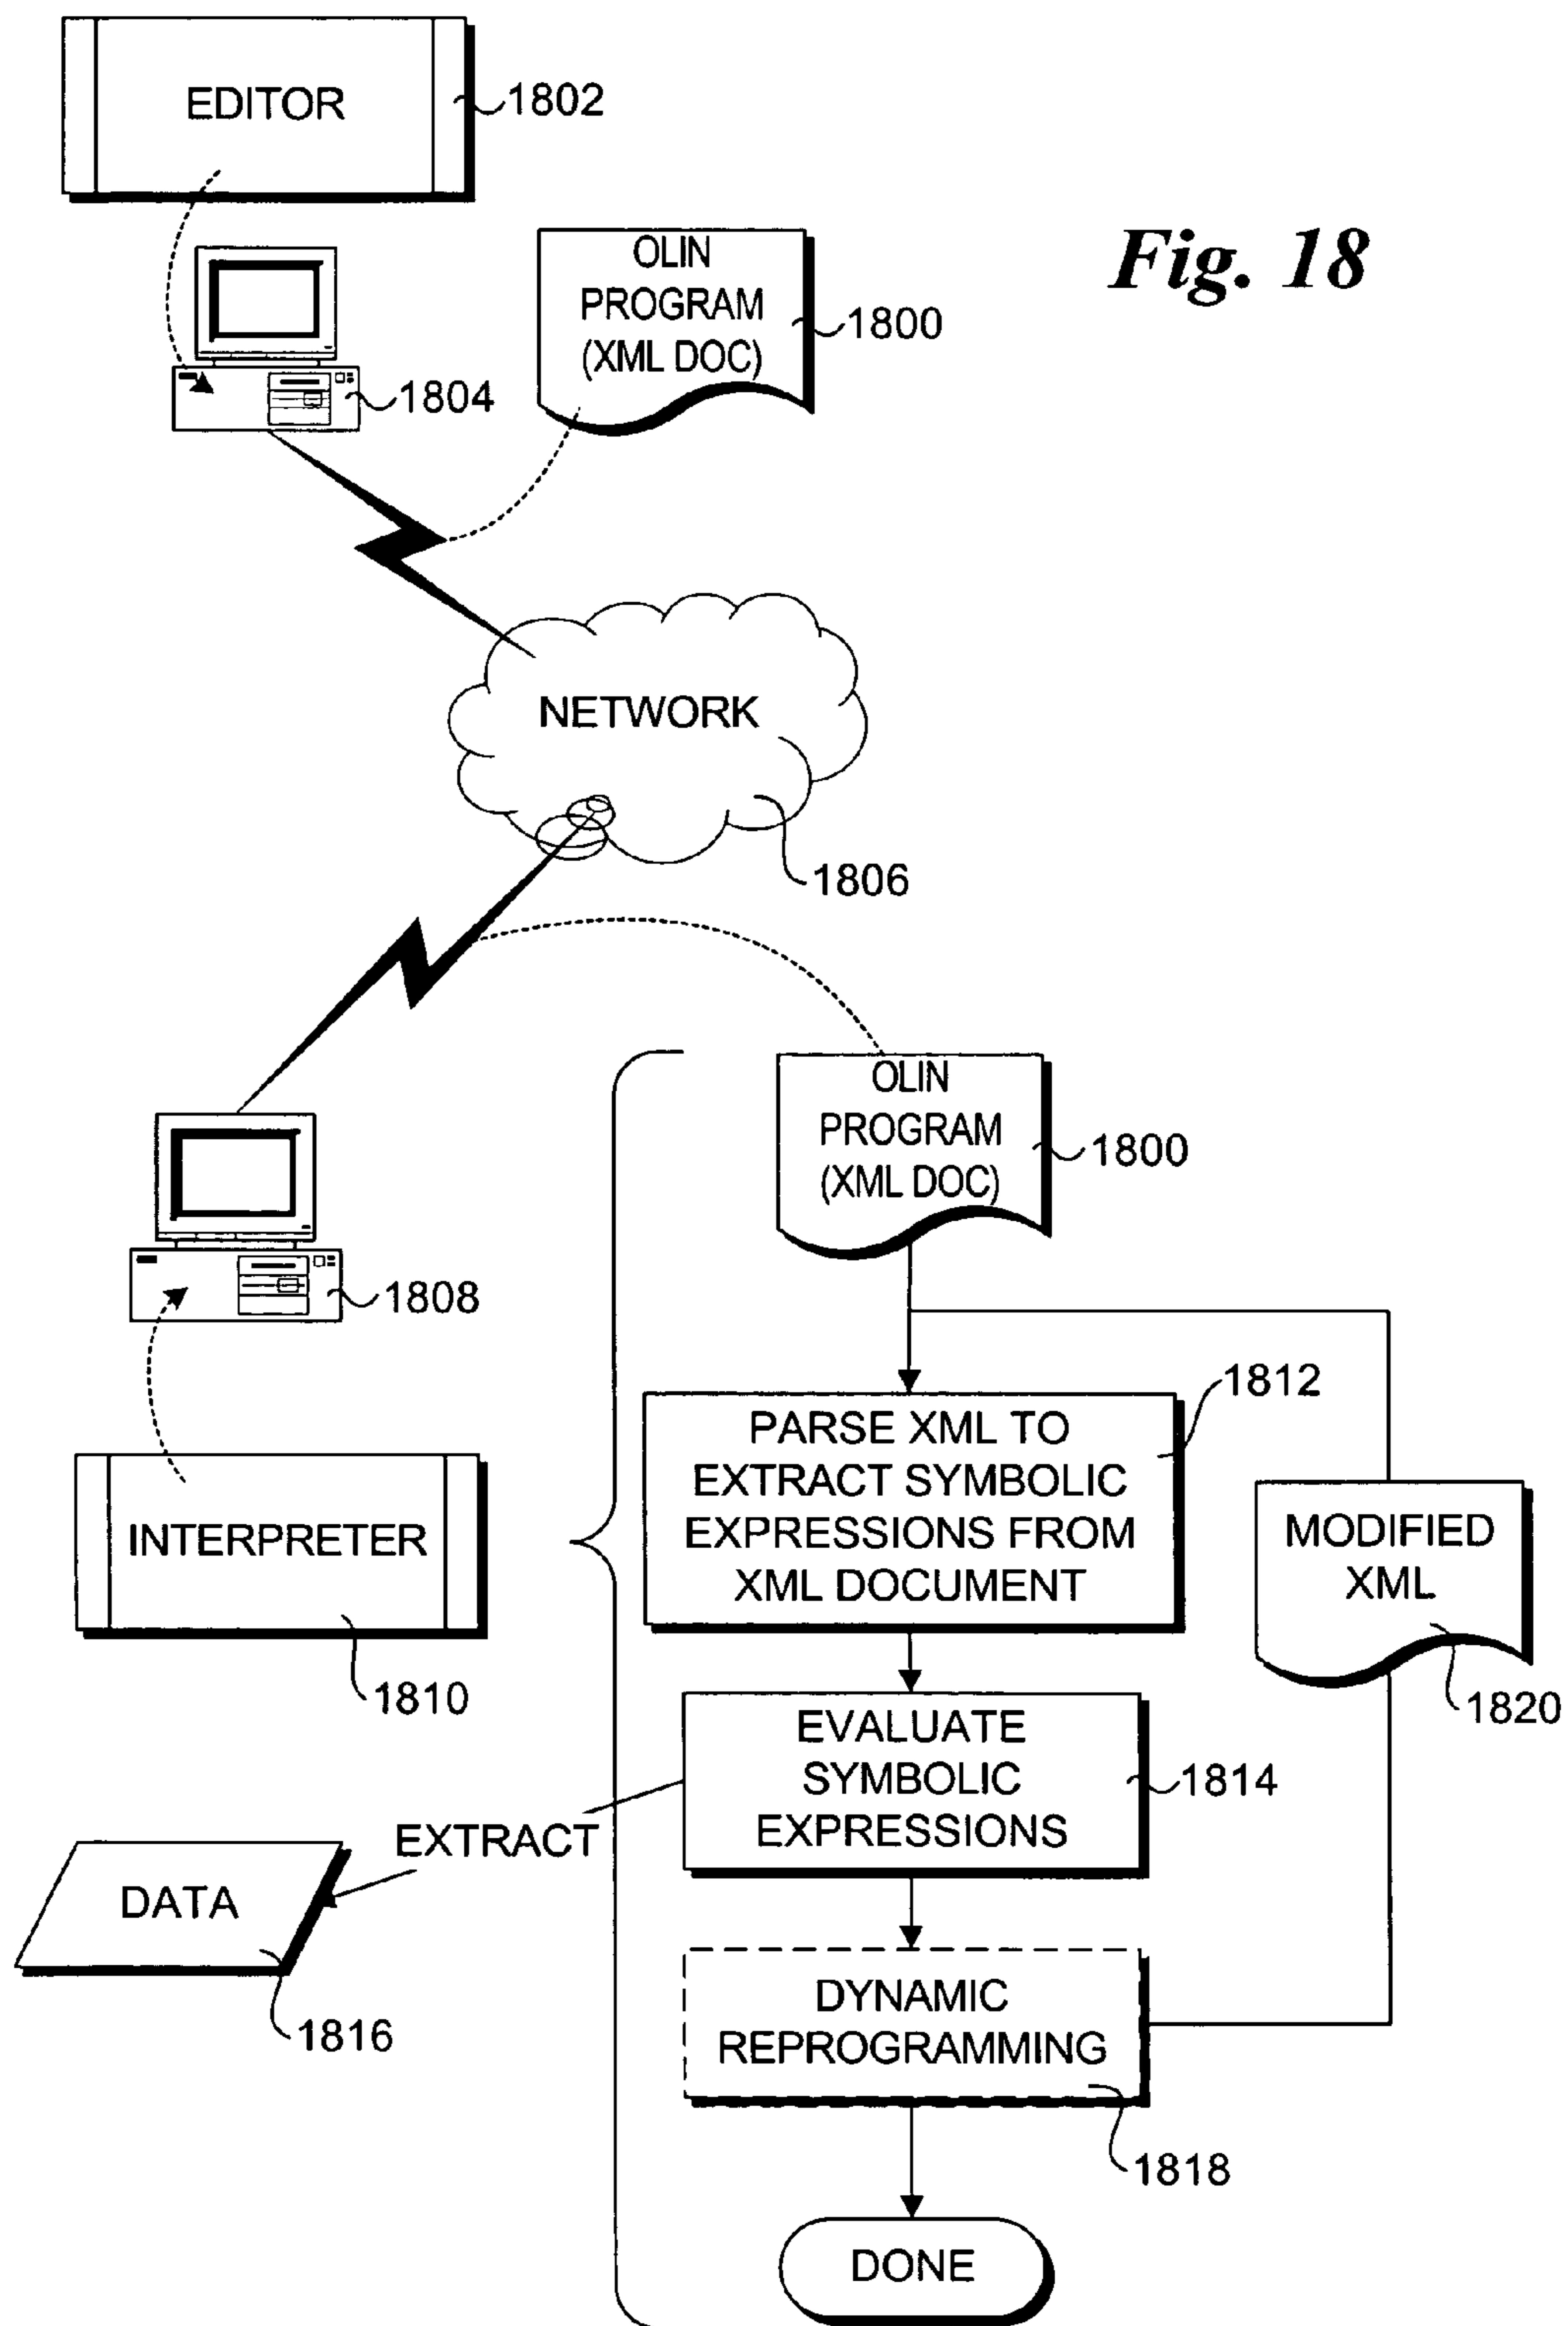 EDITOR
1802
Fig. 18
OLIN
PROGRAM
(XML DOC)
1800
1804
NETWORK
1806
OLIN
PROGRAM
(XML DOC)
1800
1808
1812
PARSE XML TO
EXTRACT SYMBOLIC
EXPRESSIONS FROM
XML DOCUMENT
INTERPRETER
1810
MODIFIED
XML
1820
EVALUATE
SYMBOLIC
EXPRESSIONS
1814
EXTRACT
DATA
1816
DYNAMIC
REPROGRAMMING
1818
DONE